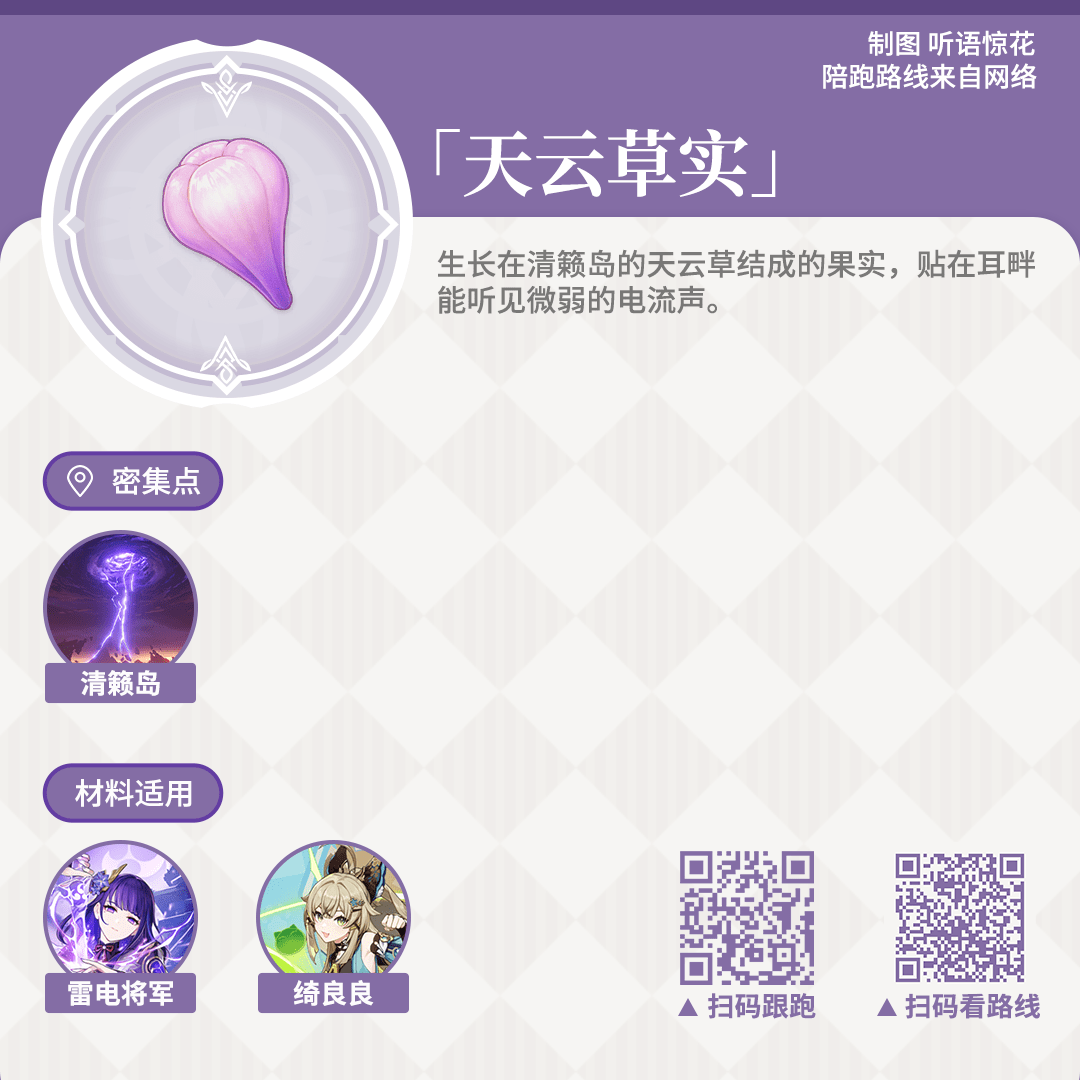 制图 听语惊花
陪跑路线来自网络
「天云草实」
生长在清籁岛的天云草结成的果实，贴在耳畔
能听见微弱的电流声。
密集点
清籁岛
材料适用
雷电将军
绮良良
▲ 扫码跟跑
▲ 扫码看路线